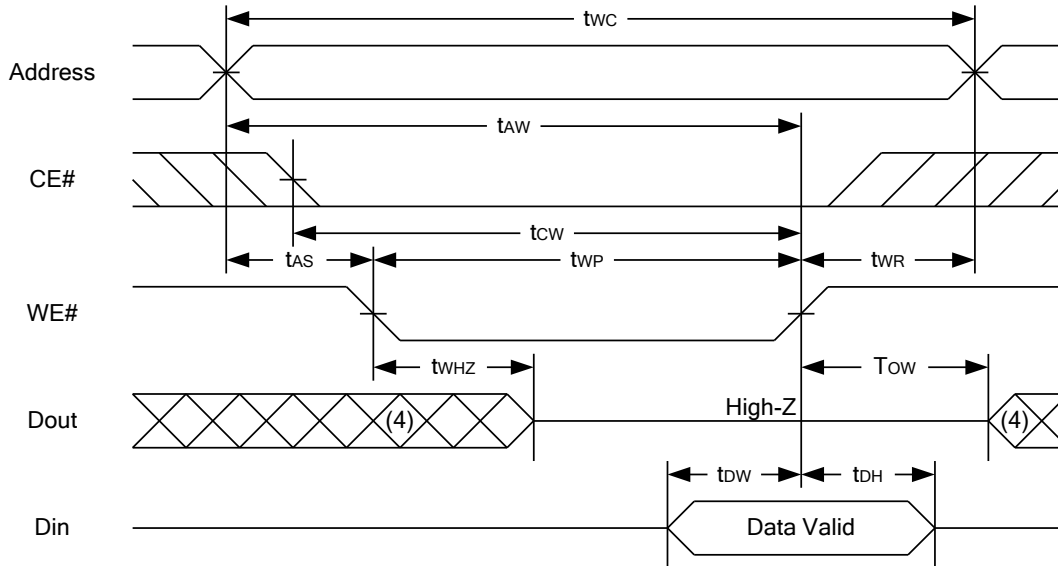 tWC
Address
tAW
CE#
tCW
tAS
tWP
tWR
WE#
tWHZ
TOW
Dout
(4)
High-Z
(4)
tDW
tDH
Din
Data Valid